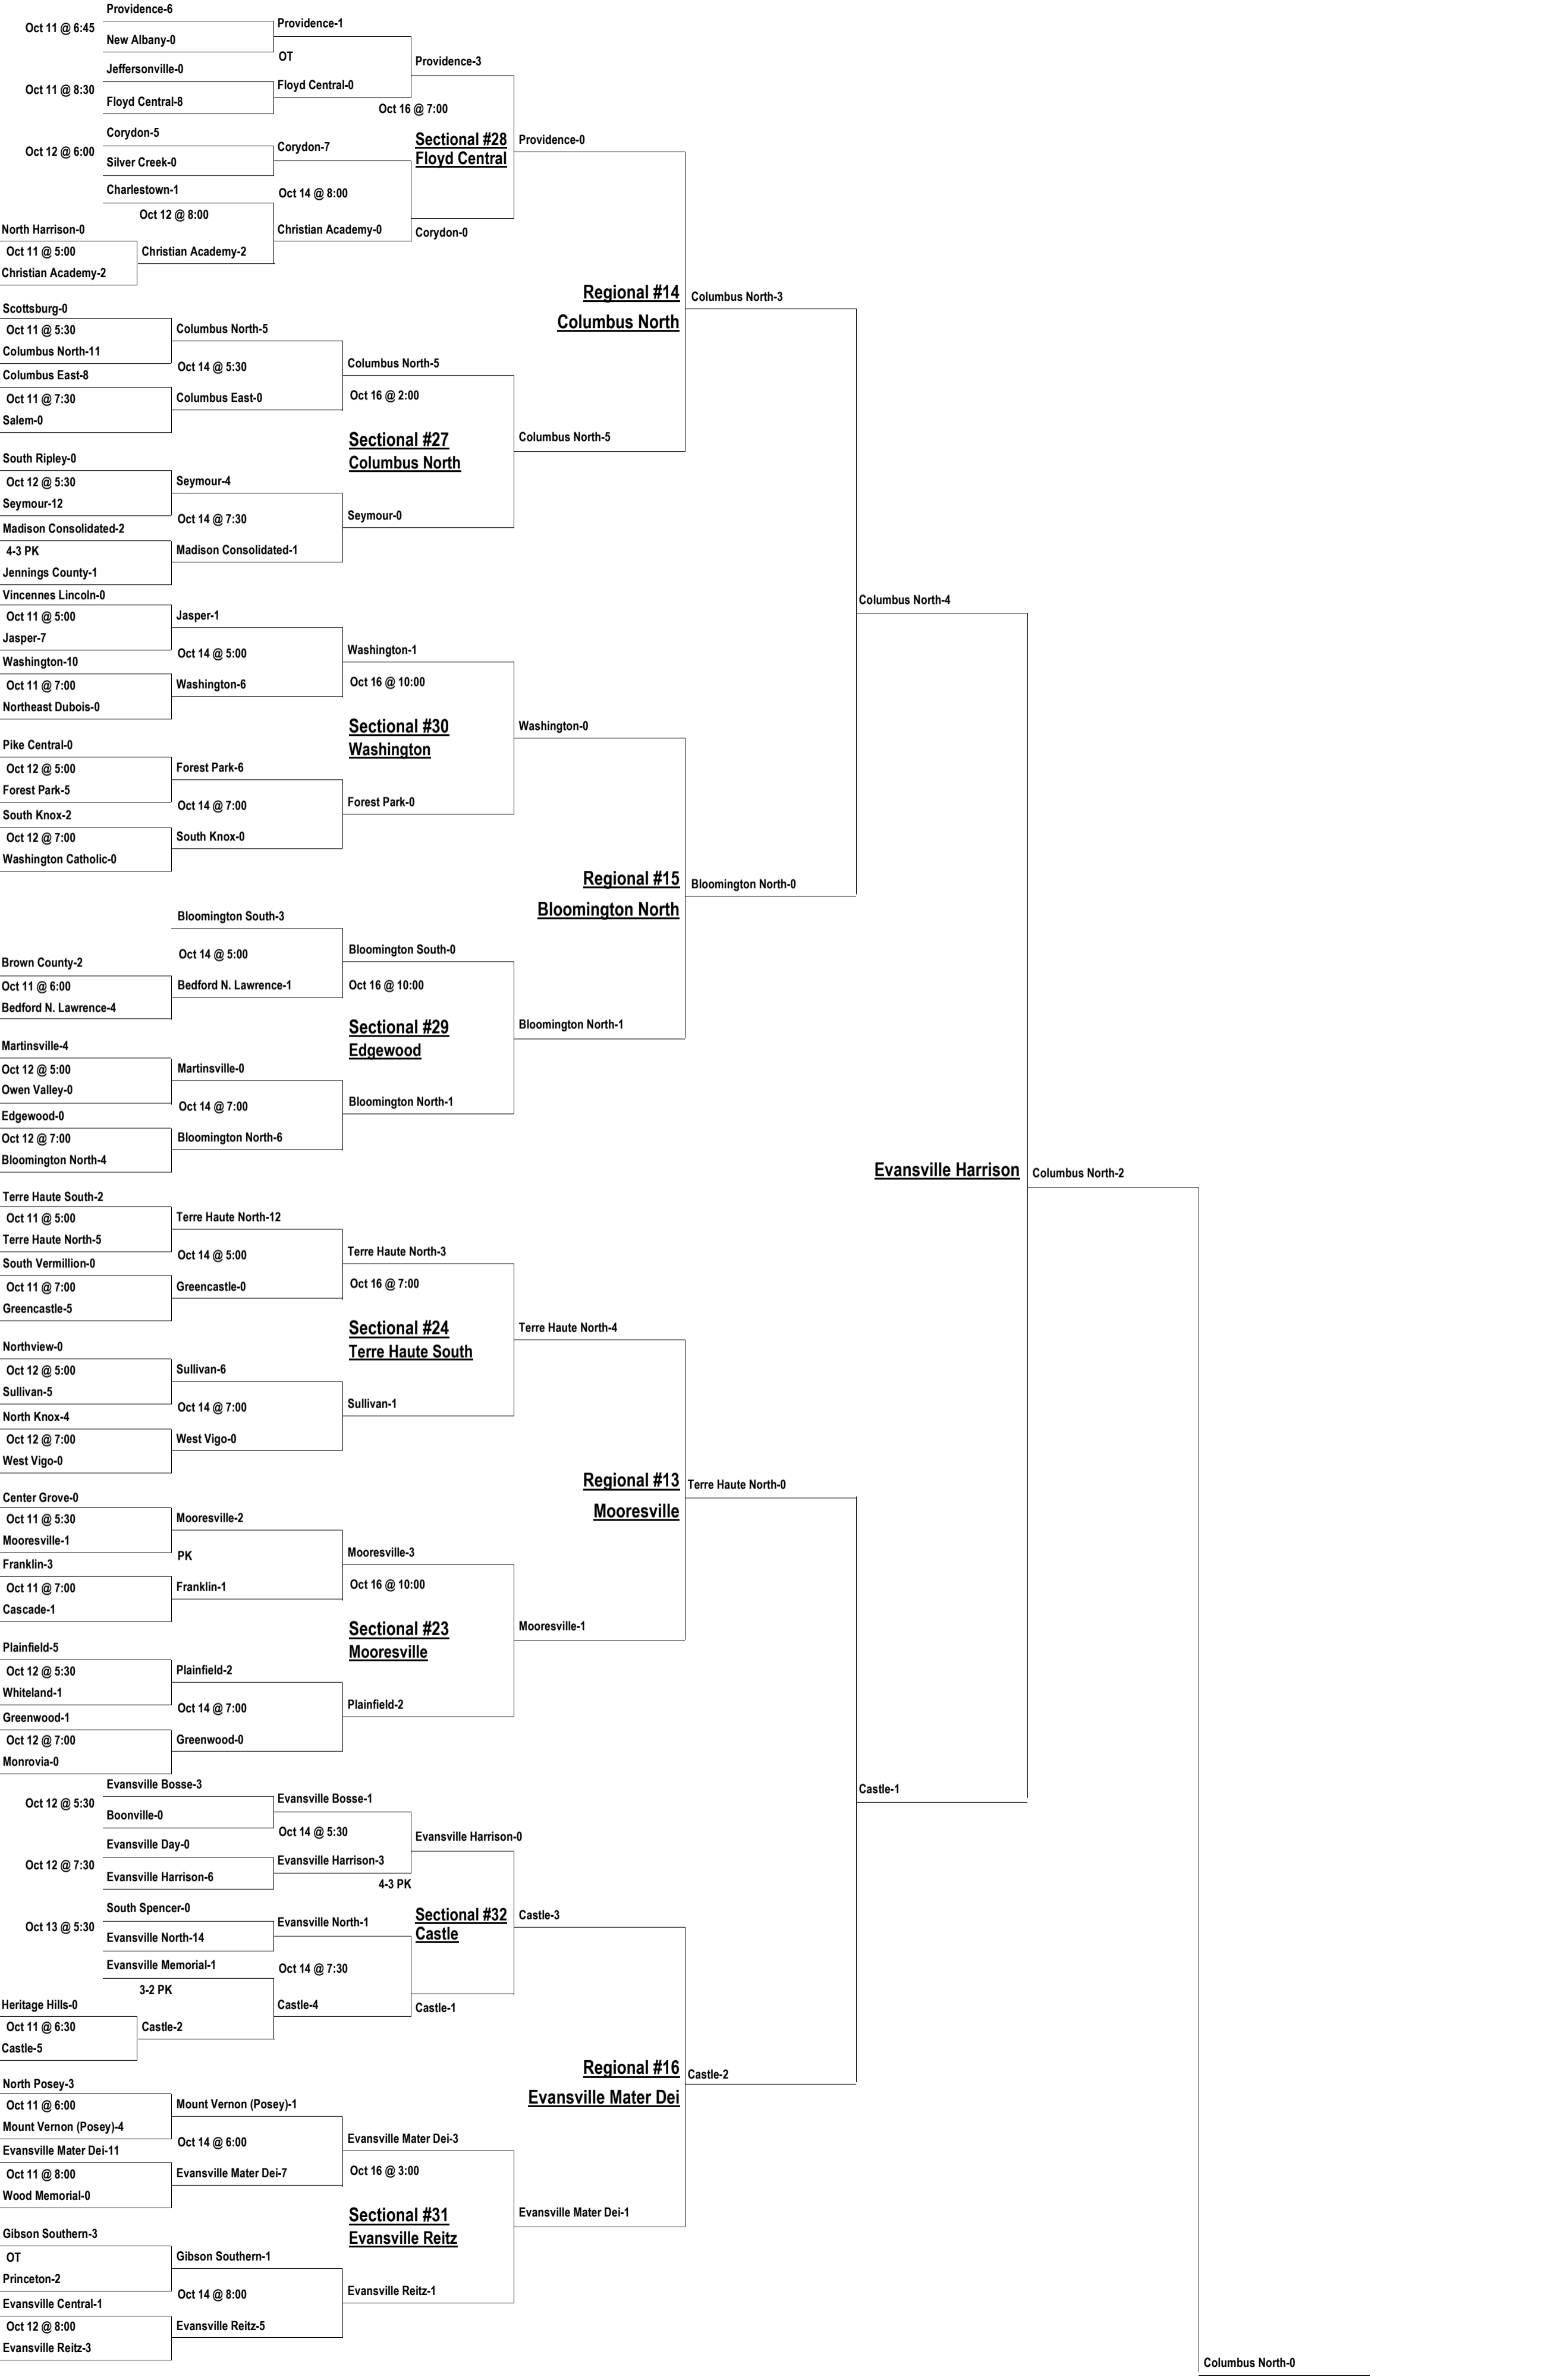 Providence-6
Oct 11 @ 6:45
Providence-1
New Albany-0
OT
Providence-3
Jeffersonville-0
Oct 11 @ 8:30
Floyd Central-0
Floyd Central-8
Oct 16 @ 7:00
Corydon-5
Sectional #28
Floyd Central
Providence-0
Oct 12 @ 6:00
Corydon-7
Silver Creek-0
Charlestown-1
Oct 14 @ 8:00
Oct 12 @ 8:00
North Harrison-0
Christian Academy-0
Corydon-0
Oct 11 @ 5:00
Christian Academy-2
Christian Academy-2
Regional #14
Columbus North
Columbus North-3
Scottsburg-0
Oct 11 @ 5:30
Columbus North-5
Columbus North-11
Columbus North-5
Columbus East-8
Oct 14 @ 5:30
Oct 11 @ 7:30
Columbus East-0
Oct 16 @ 2:00
Salem-0
Sectional #27
Columbus North
Columbus North-5
South Ripley-0
Oct 12 @ 5:30
Seymour-4
Seymour-12
Oct 14 @ 7:30
Seymour-0
Madison Consolidated-2
4-3 PK
Madison Consolidated-1
Jennings County-1
Vincennes Lincoln-0
Columbus North-4
Oct 11 @ 5:00
Jasper-1
Jasper-7
Oct 14 @ 5:00
Washington-1
Washington-10
Oct 11 @ 7:00
Washington-6
Oct 16 @ 10:00
Northeast Dubois-0
Sectional #30
Washington
Washington-0
Pike Central-0
Oct 12 @ 5:00
Forest Park-6
Forest Park-5
Oct 14 @ 7:00
Forest Park-0
South Knox-2
Oct 12 @ 7:00
South Knox-0
Washington Catholic-0
Regional #15
Bloomington North
Bloomington North-0
Bloomington South-3
Oct 14 @ 5:00
Bloomington South-0
Brown County-2
Oct 11 @ 6:00
Bedford N. Lawrence-1
Oct 16 @ 10:00
Bedford N. Lawrence-4
Sectional #29
Edgewood
Bloomington North-1
Martinsville-4
Oct 12 @ 5:00
Martinsville-0
Owen Valley-0
Oct 14 @ 7:00
Bloomington North-1
Edgewood-0
Oct 12 @ 7:00
Bloomington North-6
Bloomington North-4
Evansville Harrison
Columbus North-2
Terre Haute South-2
Oct 11 @ 5:00
Terre Haute North-12
Terre Haute North-5
Oct 14 @ 5:00
Terre Haute North-3
South Vermillion-0
Oct 11 @ 7:00
Greencastle-0
Oct 16 @ 7:00
Greencastle-5
Sectional #24
Terre Haute South
Terre Haute North-4
Northview-0
Oct 12 @ 5:00
Sullivan-6
Sullivan-5
Oct 14 @ 7:00
Sullivan-1
North Knox-4
Oct 12 @ 7:00
West Vigo-0
West Vigo-0
Regional #13
Mooresville
Terre Haute North-0
Center Grove-0
Oct 11 @ 5:30
Mooresville-2
Mooresville-1
PK
Mooresville-3
Franklin-3
Oct 11 @ 7:00
Franklin-1
Oct 16 @ 10:00
Cascade-1
Sectional #23
Mooresville
Mooresville-1
Plainfield-5
Oct 12 @ 5:30
Plainfield-2
Whiteland-1
Oct 14 @ 7:00
Plainfield-2
Greenwood-1
Oct 12 @ 7:00
Greenwood-0
Monrovia-0
Evansville Bosse-3
Castle-1
Oct 12 @ 5:30
Evansville Bosse-1
Boonville-0
Oct 14 @ 5:30
Evansville Harrison-0
Evansville Day-0
Oct 12 @ 7:30
Evansville Harrison-3
Evansville Harrison-6
4-3 PK
South Spencer-0
Sectional #32
Castle
Castle-3
Oct 13 @ 5:30
Evansville North-1
Evansville North-14
Evansville Memorial-1
Oct 14 @ 7:30
3-2 PK
Heritage Hills-0
Castle-4
Castle-1
Oct 11 @ 6:30
Castle-2
Castle-5
Regional #16
Evansville Mater Dei
Castle-2
North Posey-3
Oct 11 @ 6:00
Mount Vernon (Posey)-1
Mount Vernon (Posey)-4
Oct 14 @ 6:00
Evansville Mater Dei-3
Evansville Mater Dei-11
Oct 11 @ 8:00
Evansville Mater Dei-7
Oct 16 @ 3:00
Wood Memorial-0
Sectional #31
Evansville Reitz
Evansville Mater Dei-1
Gibson Southern-3
OT
Gibson Southern-1
Princeton-2
Oct 14 @ 8:00
Evansville Reitz-1
Evansville Central-1
Oct 12 @ 8:00
Evansville Reitz-5
Evansville Reitz-3
Columbus North-0